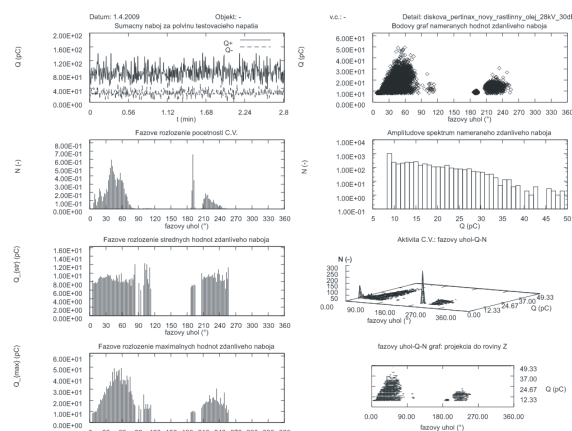 Datum: 1.4.2009 Objekt: - v.c.: - Detail: diskova_pertinax_novy_rastlinny_olej_28kV_30dB
Sumacny naboj za polvlnu testovacieho napatia
Q (pC)
2.00E+02
1.60E+02
1.20E+02
8.00E+01
4.00E+01
0.00E+00
Q+
Q-
0 0.56 1.12 1.68 2.24 2.8
t (min)
Bodovy graf nameranych hodnot zdanliveho naboja
Q (pC)
6.00E+01
5.00E+01
4.00E+01
3.00E+01
2.00E+01
1.00E+01
0.00E+00
0 30 60 90 120 150 180 210 240 270 300 330 360
fazovy uhol (°)
Fazove rozlozenie pocetnosti C.V.
N (-)
8.00E-01
7.00E-01
6.00E-01
5.00E-01
4.00E-01
3.00E-01
2.00E-01
1.00E-01
0.00E+00
0 30 60 90 120 150 180 210 240 270 300 330 360
fazovy uhol (°)
Amplitudove spektrum nameraneho zdanliveho naboja
N (-)
1.00E+04
1.00E+03
1.00E+02
1.00E+01
1.00E+00
1.00E-01
5 10 15 20 25 30 35 40 45 50
Q (pC)
Fazove rozlozenie strednych hodnot zdanliveho naboja
Q_{str} (pC)
1.60E+01
1.40E+01
1.20E+01
1.00E+01
8.00E+00
6.00E+00
4.00E+00
2.00E+00
0.00E+00
0 30 60 90 120 150 180 210 240 270 300 330 360
fazovy uhol (°)
Aktivita C.V.: fazovy uhol-Q-N
N (-)
300
250
200
150
100
50
0.00
90.00
180.00
270.00
360.00
fazovy uhol (°)
0.00
12.33
24.67
37.00
49.33
Q (pC)
Fazove rozlozenie maximalnych hodnot zdanliveho naboja
Q_{max} (pC)
6.00E+01
5.00E+01
4.00E+01
3.00E+01
2.00E+01
1.00E+01
0.00E+00
fazovy uhol-Q-N graf: projekcia do roviny Z
49.33
37.00
24.67
12.33
Q (pC)
0.00 90.00 180.00 270.00 360.00
fazovy uhol (°)